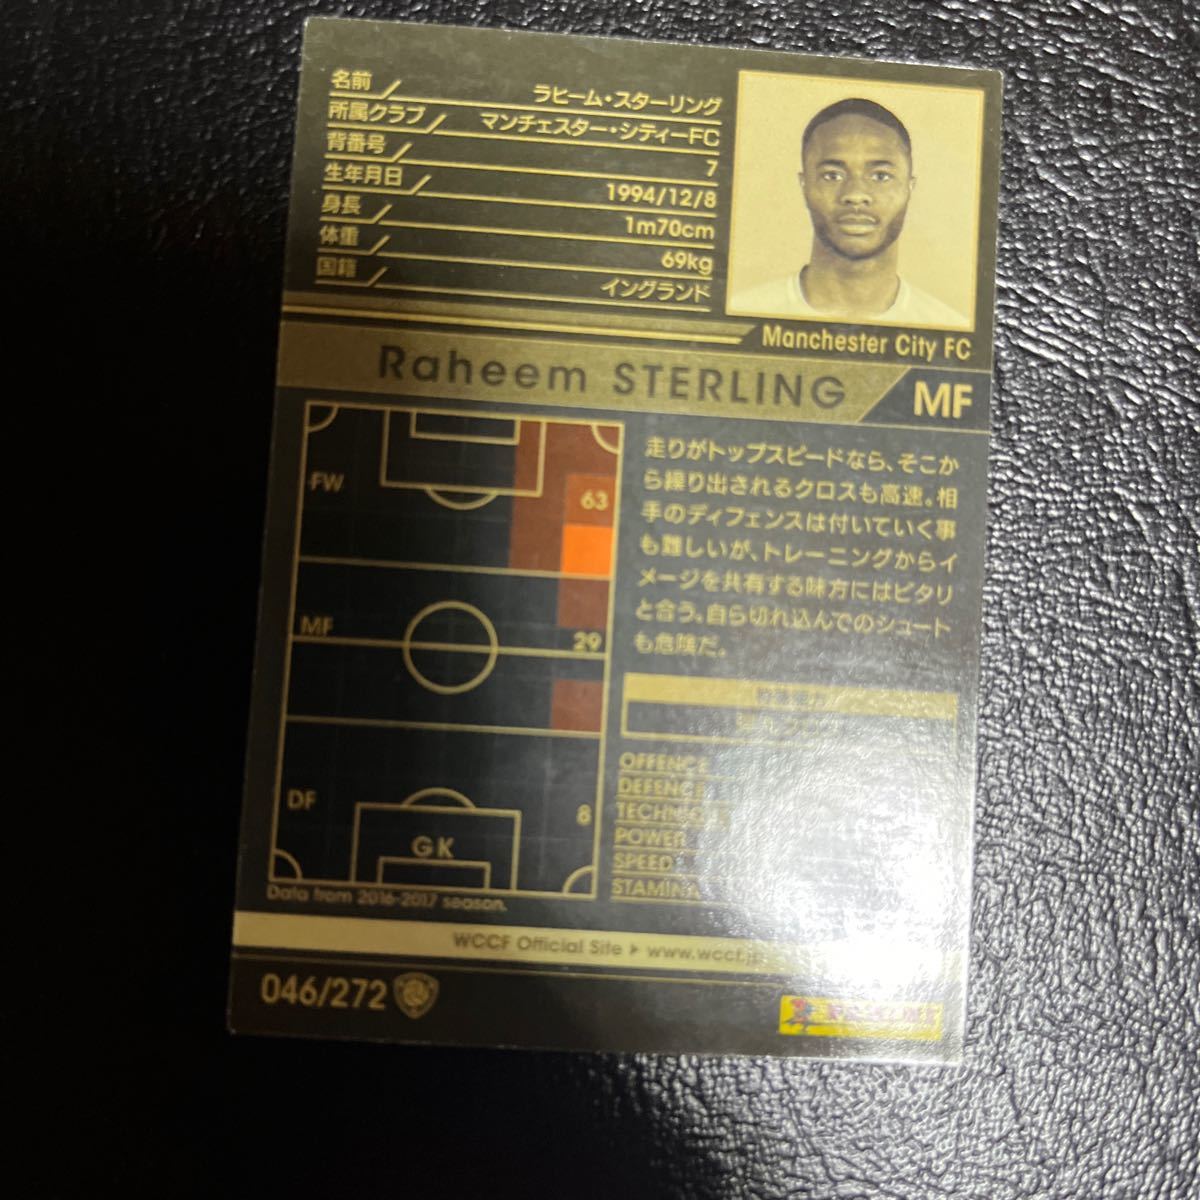 名前 ラヒーム・スターリング
所属クラブ マンチェスター・シティーFC
背番号 7
生年月日 1994/12/8
身長 1m70cm
体重 69kg
国籍 イングランド
Manchester City FC
Raheem STERLING
MF
FW
63
MF
29
DF
8
GK
Data from 2016-2017 season.
走りがトップスピードなら、そこか
ら繰り出されるクロスも高速。相
手のディフェンスは付いていく事
も難しいが、トレーニングからイ
メージを共有する味方にはピタリ
と合う。自ら切れ込んでのシュート
も危険だ。
OFFENCE
DEFENCE
TECHNIQUE
POWER
SPEED
STAMINA
WCCF Official Site ▶ www.wccf.jp
046/272
PANINI